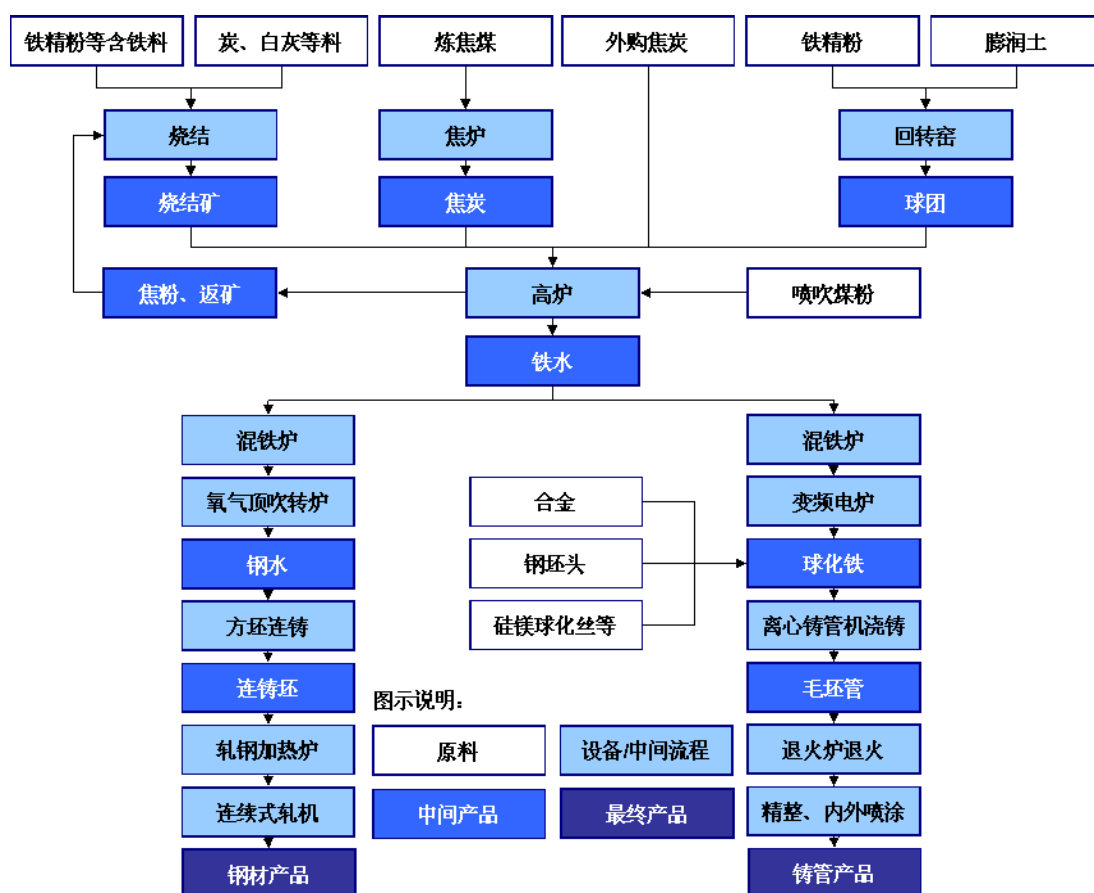 铁精粉等含铁料
炭、白灰等料
炼焦煤
外购焦炭
铁精粉
膨润土
烧结
焦炉
回转窑
烧结矿
焦炭
球团
焦粉、返矿
高炉
喷吹煤粉
铁水
混铁炉
混铁炉
氧气顶吹转炉
合金
变频电炉
钢水
钢坯头
球化铁
方坯连铸
硅镁球化丝等
离心铸管机浇铸
连铸坯
图示说明：
毛坯管
轧钢加热炉
原料
设备/中间流程
退火炉退火
连续式轧机
中间产品
最终产品
精整、内外喷涂
钢材产品
铸管产品